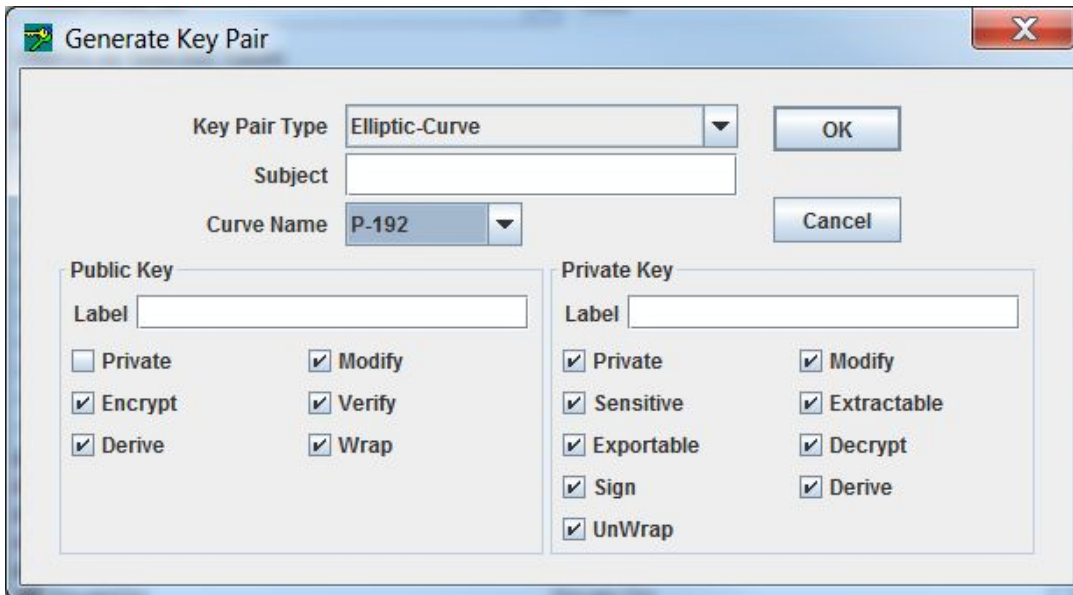 Generate Key Pair
X
Key Pair Type Elliptic-Curve OK
Subject
Curve Name P-192 Cancel
Public Key
Label
Private Modify
Encrypt Verify
Derive Wrap
Private Key
Label
Private Modify
Sensitive Extractable
Exportable Decrypt
Sign Derive
UnWrap